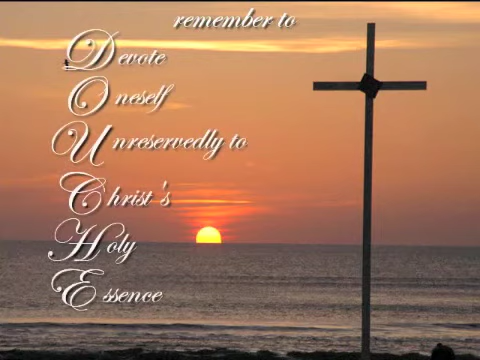 remember to
Devote
Oneself
Unreservedly to
Christ's
Holy
Essence